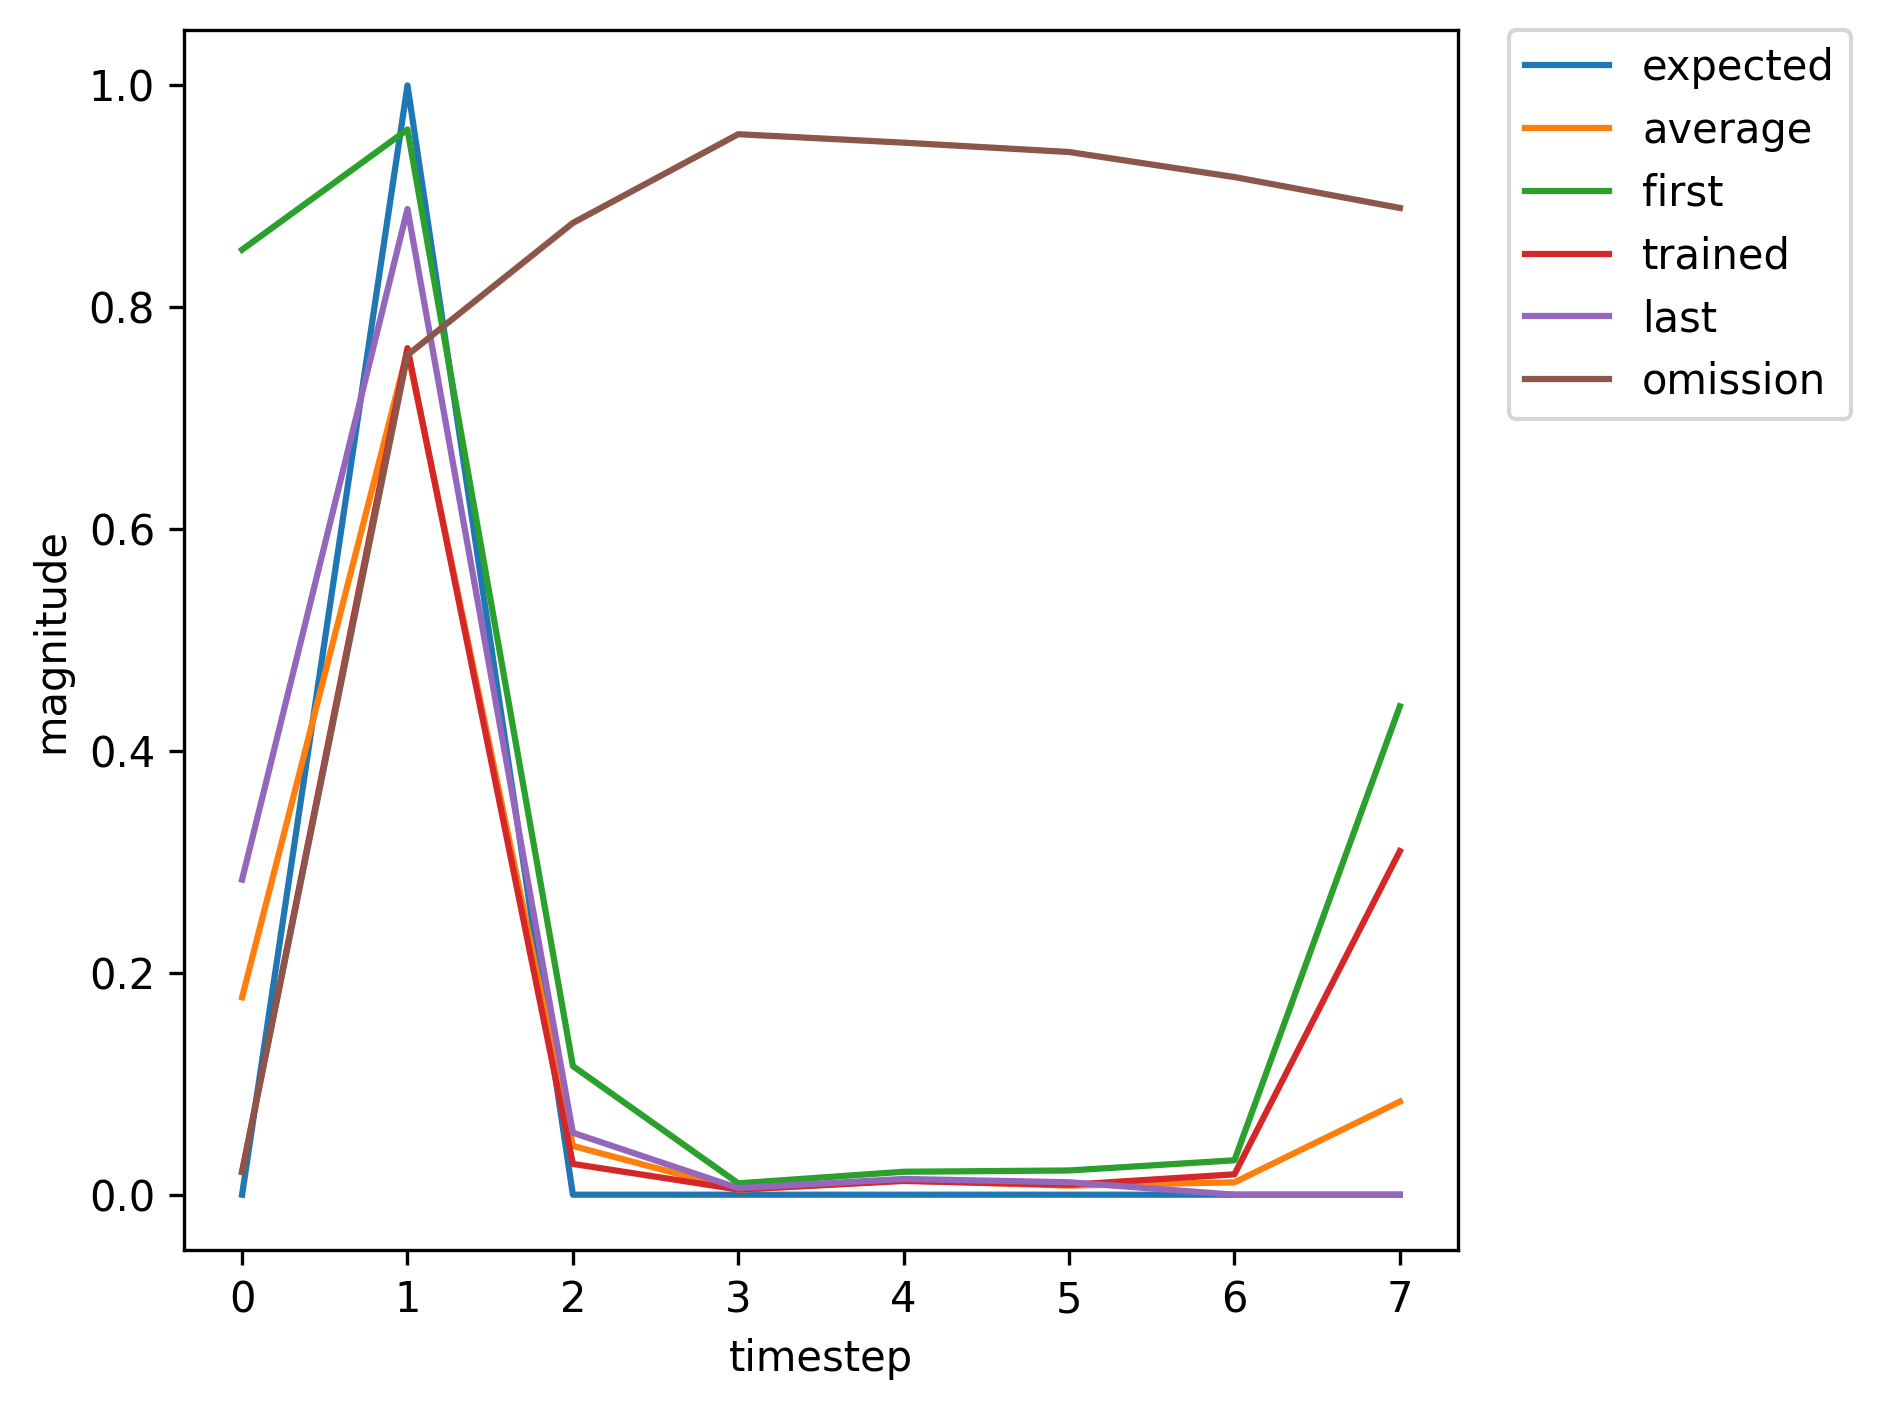 expected
average
first
trained
last
omission
magnitude
1.0
0.8
0.6
0.4
0.2
0.0
0 1 2 3 4 5 6 7
timestep